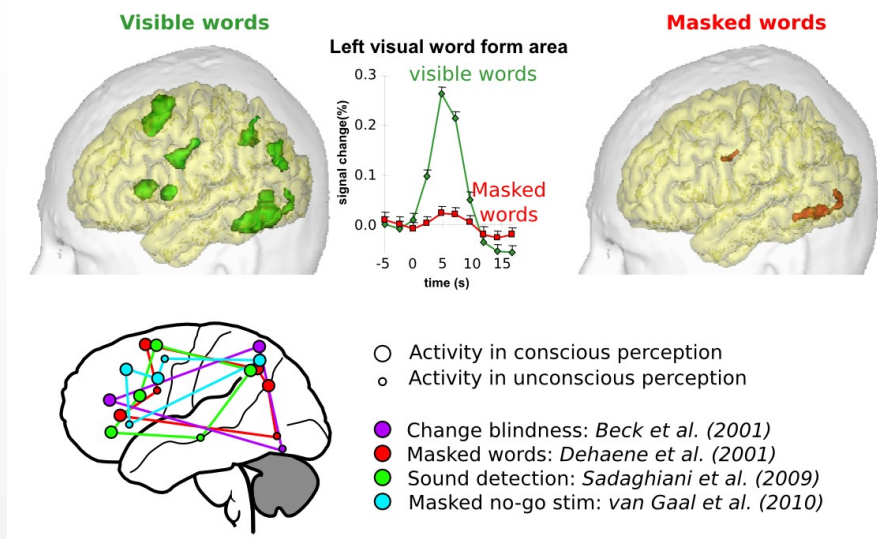 Visible words
Left visual word form area
Masked words
visible words
signal change(%)
0.3
0.2
0.1
0.0
Masked
words
-5 0 5 10 15
time (s)
Activity in conscious perception
Activity in unconscious perception
Change blindness: Beck et al. (2001)
Masked words: Dehaene et al. (2001)
Sound detection: Sadaghiani et al. (2009)
Masked no-go stim: van Gaal et al. (2010)